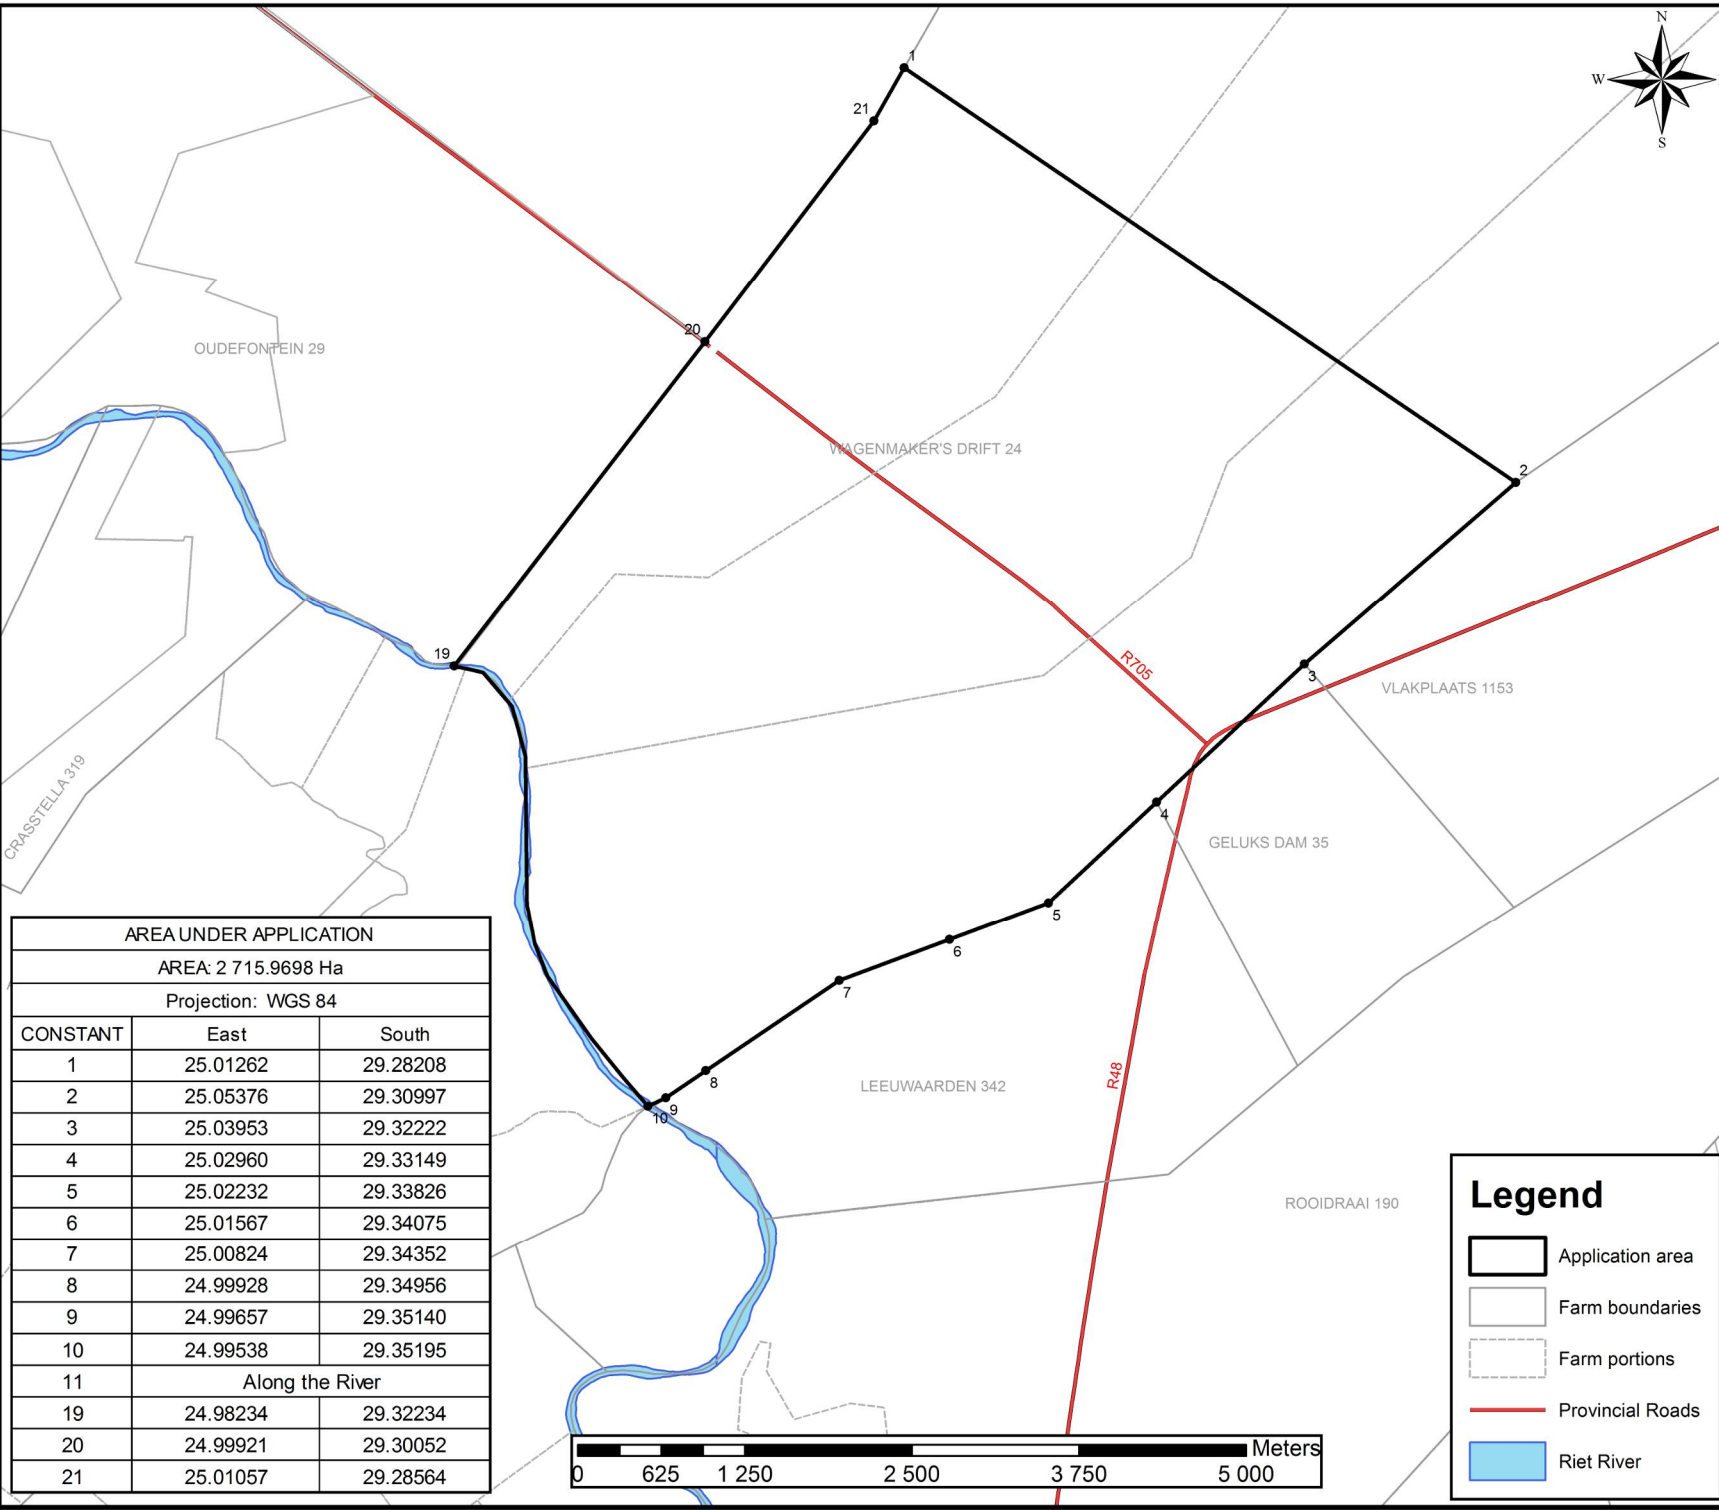 N
W
S
1
21
20
OUDEFONTEIN 29
WAGENMAKER'S DRIFT 24
2
19
R705
3
VLAKPLAATS 1153
CRASSTELLA 319
4
GELUKS DAM 35
5
6
7
8
9
10
LEEUWAARDEN 342
R48
ROOIDRAAI 190
AREA UNDER APPLICATION
AREA: 2 715.9698 Ha
Projection: WGS 84
CONSTANT East South
1 25.01262 29.28208
2 25.05376 29.30997
3 25.03953 29.32222
4 25.02960 29.33149
5 25.02232 29.33826
6 25.01567 29.34075
7 25.00824 29.34352
8 24.99928 29.34956
9 24.99657 29.35140
10 24.99538 29.35195
11 Along the River
19 24.98234 29.32234
20 24.99921 29.30052
21 25.01057 29.28564
Meters
0 625 1 250 2 500 3 750 5 000
Legend
Application area
Farm boundaries
Farm portions
Provincial Roads
Riet River